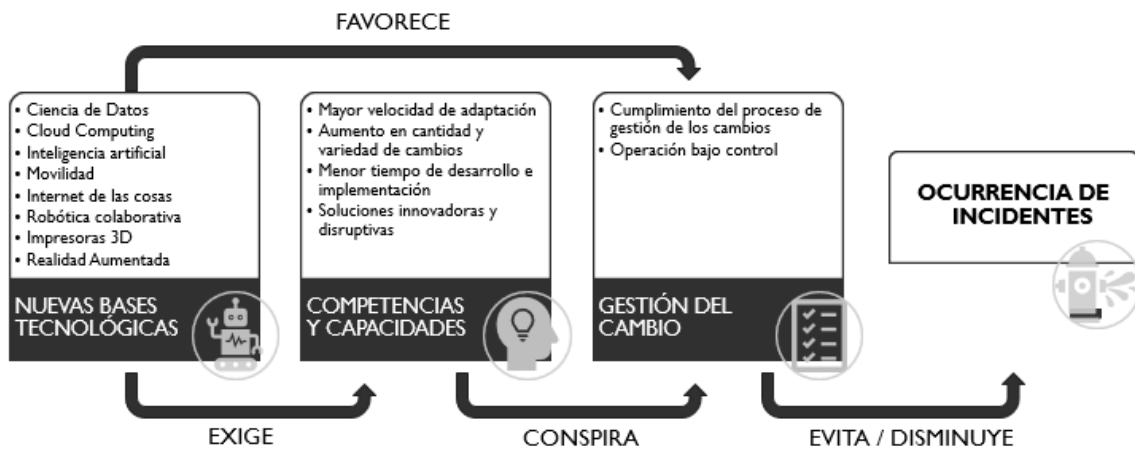 FAVORECE
• Ciencia de Datos
• Cloud Computing
• Inteligencia artificial
• Movilidad
• Internet de las cosas
• Robótica colaborativa
• Impresoras 3D
• Realidad Aumentada
NUEVAS BASES
TECNOLÓGICAS
• Mayor velocidad de adaptación
• Aumento en cantidad y
variedad de cambios
• Menor tiempo de desarrollo e
implementación
• Soluciones innovadoras y
disruptivas
COMPETENCIAS
Y CAPACIDADES
• Cumplimiento del proceso de
gestión de los cambios
• Operación bajo control
GESTIÓN DEL
CAMBIO
OCURRENCIA DE
INCIDENTES
EXIGE
CONSPIRA
EVITA / DISMINUYE